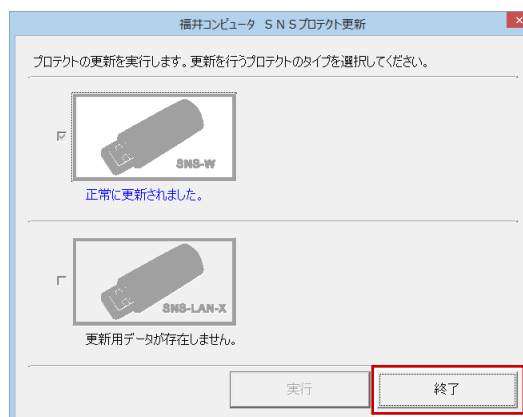 福井コンピュータ SNSプロテクト更新
プロテクトの更新を実行します。更新を行うプロテクトのタイプを選択してください。
SNS-W
正常に更新されました。
SNS-LAN-X
更新用データが存在しません。
実行
終了